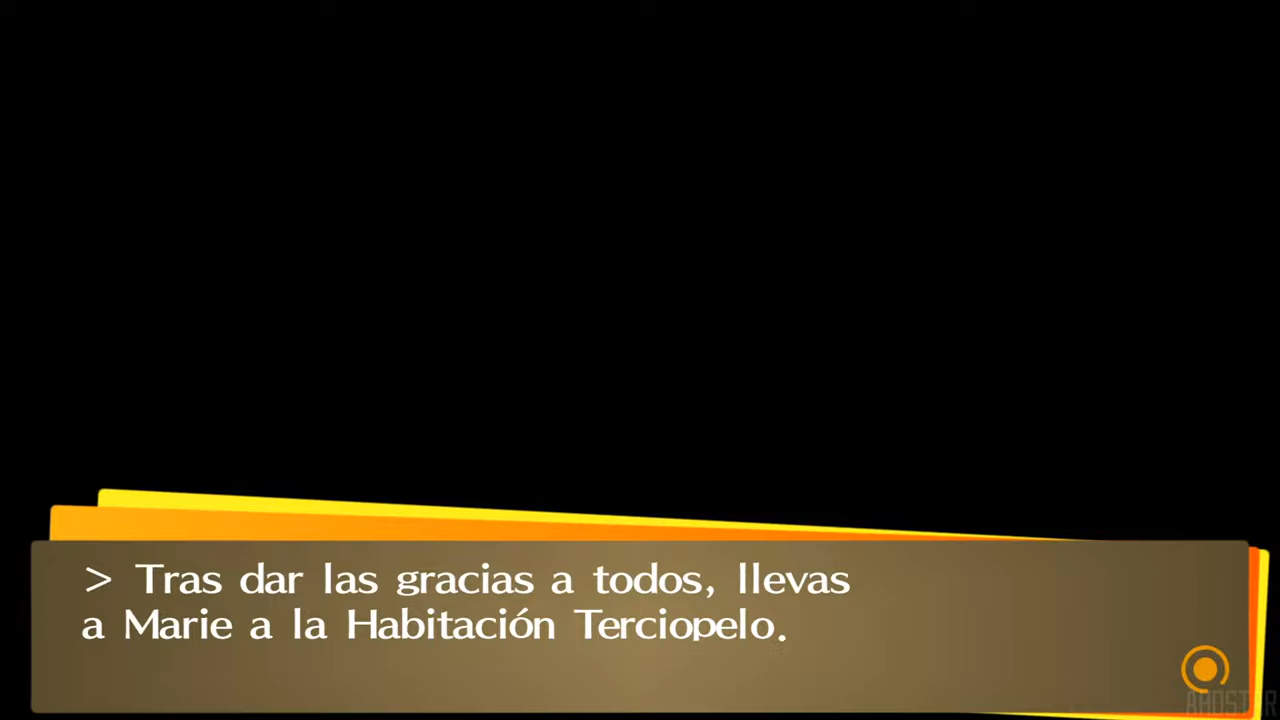 > Tras dar las gracias a todos, llevas
a Marie a la Habitación Terciopelo.